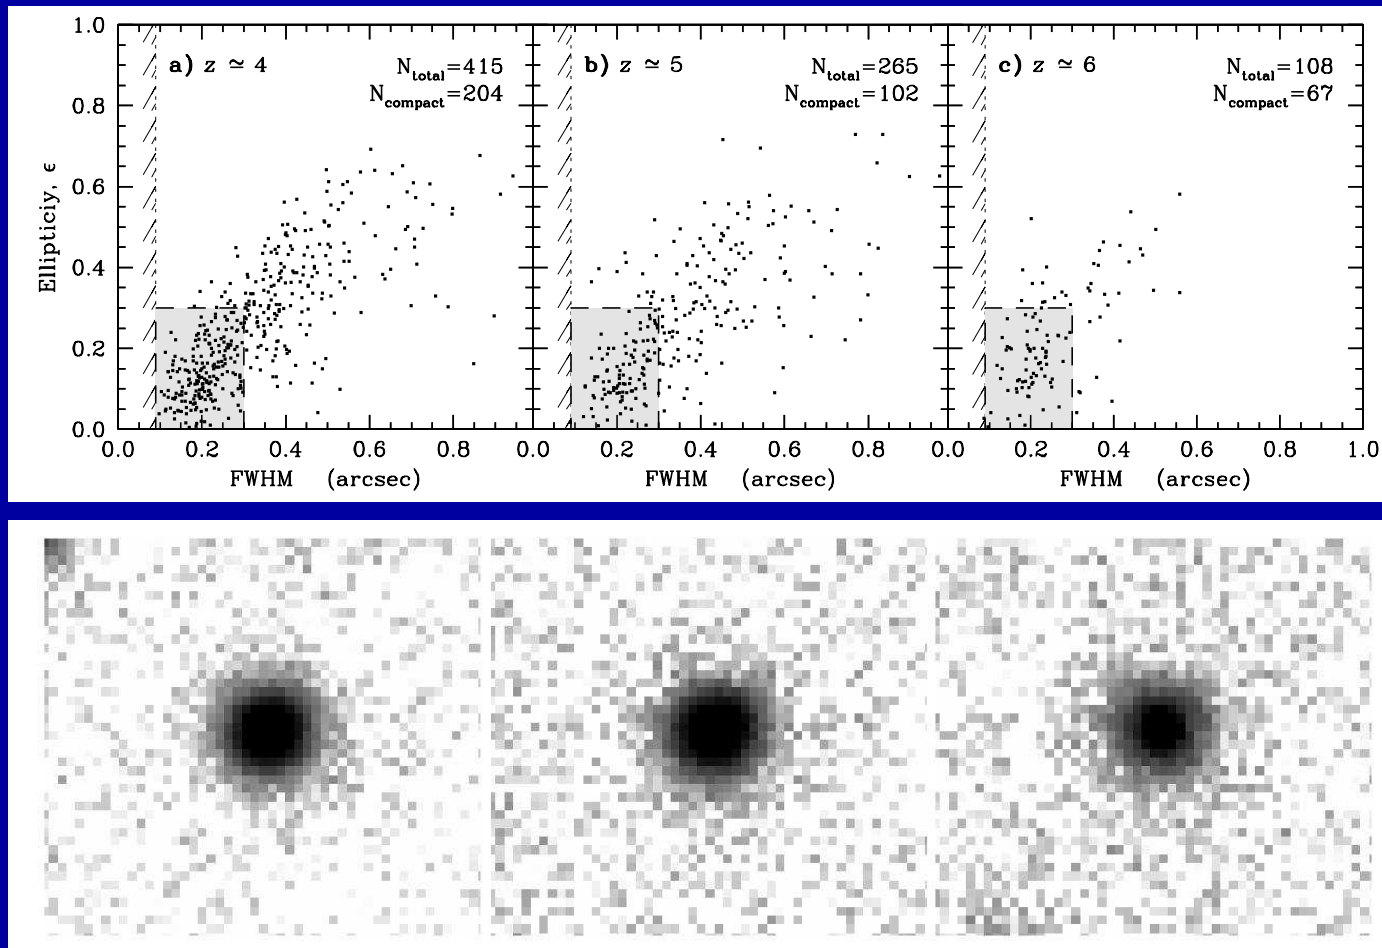 a) z ≃ 4
N_total=415
N_compact=204
b) z ≃ 5
N_total=265
N_compact=102
c) z ≃ 6
N_total=108
N_compact=67
Ellipticiy, ϵ
1.0
0.8
0.6
0.4
0.2
0.0
0.0 0.2 0.4 0.6 0.8 0.0 0.2 0.4 0.6 0.8 0.0 0.2 0.4 0.6 0.8 1.0
FWHM (arcsec) FWHM (arcsec) FWHM (arcsec)